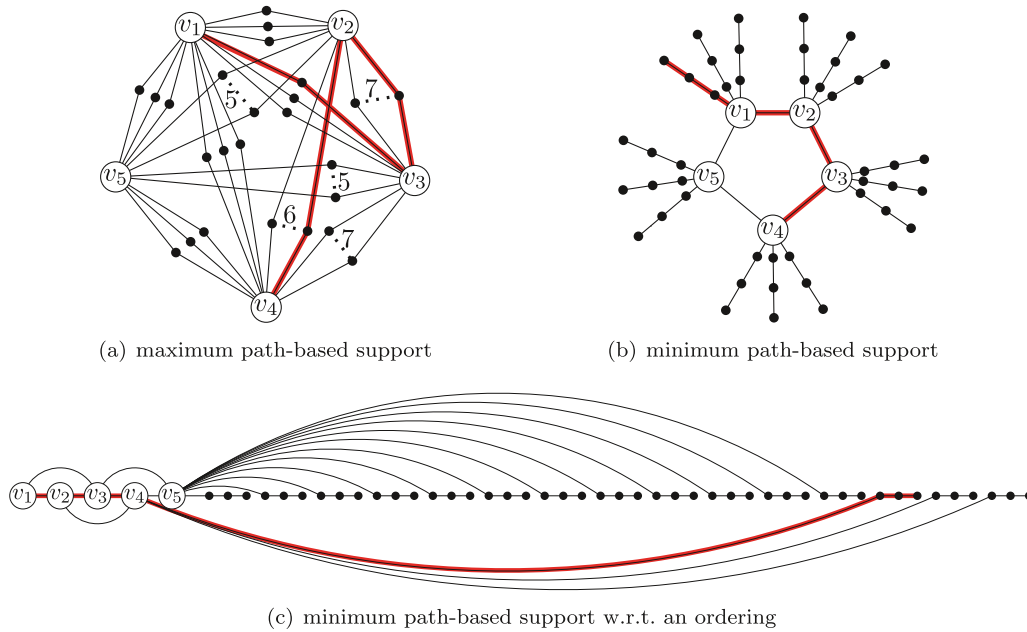 v1 v2 v2
7
5
v1 v2
v5 v3 5 v5 v3
6 7
v4 v4
(a) maximum path-based support (b) minimum path-based support
v1 v2 v3 v4 v5
(c) minimum path-based support w.r.t. an ordering